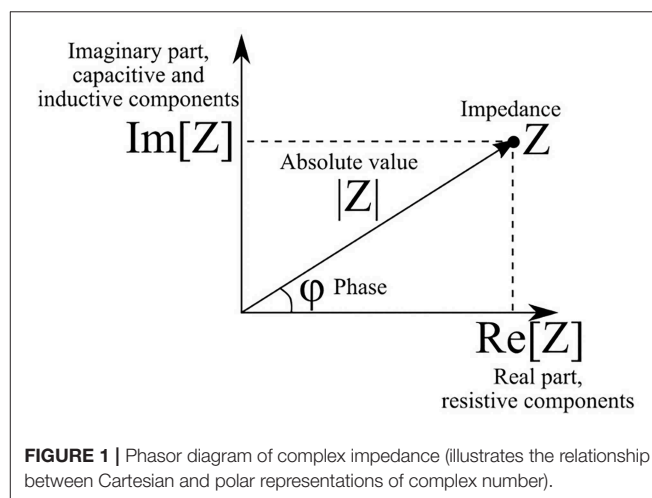 Imaginary part,
capacitive and
inductive components
Im[Z]
Impedance
Z
Absolute value
|Z|
φ Phase
Re[Z]
Real part,
resistive components
FIGURE 1 | Phasor diagram of complex impedance (illustrates the relationship
between Cartesian and polar representations of complex number).